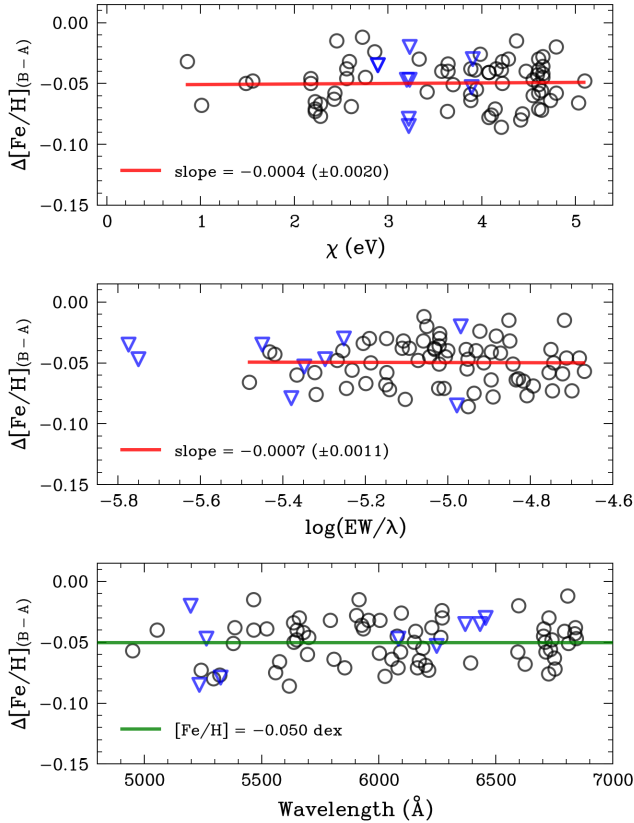 0.00
−0.05
−0.10
−0.15
Δ[Fe/H](B − A)
slope = −0.0004 (±0.0020)
0 1 2 3 4 5
χ (eV)
0.00
−0.05
−0.10
−0.15
Δ[Fe/H](B − A)
slope = −0.0007 (±0.0011)
−5.8 −5.6 −5.4 −5.2 −5.0 −4.8 −4.6
log(EW/λ)
0.00
−0.05
−0.10
−0.15
Δ[Fe/H](B − A)
[Fe/H] = −0.050 dex
5000 5500 6000 6500 7000
Wavelength (Å)